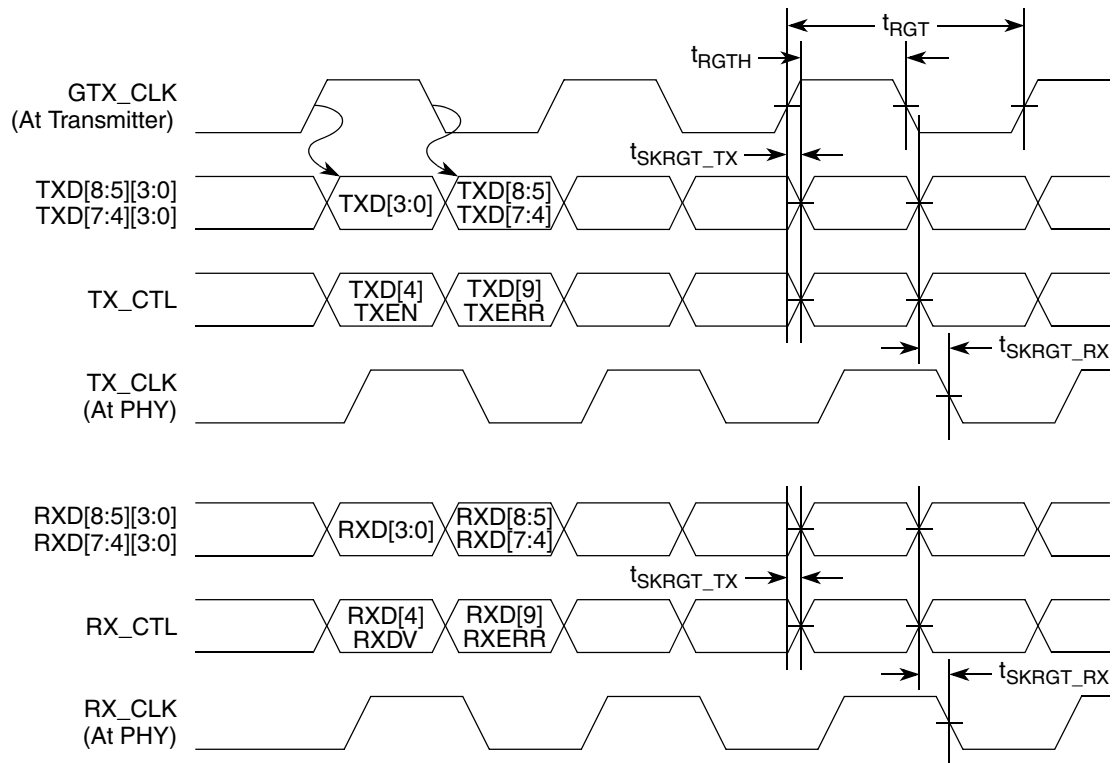 tRGT
tRGTH
GTX_CLK
(At Transmitter)
tSKRGT_TX
TXD[8:5][3:0]
TXD[7:4][3:0]
TXD[3:0]
TXD[8:5]
TXD[7:4]
TX_CTL
TXD[4]
TXEN
TXD[9]
TXERR
tSKRGT_RX
TX_CLK
(At PHY)
RXD[8:5][3:0]
RXD[7:4][3:0]
RXD[3:0]
RXD[8:5]
RXD[7:4]
tSKRGT_TX
RX_CTL
RXD[4]
RXDV
RXD[9]
RXERR
tSKRGT_RX
RX_CLK
(At PHY)